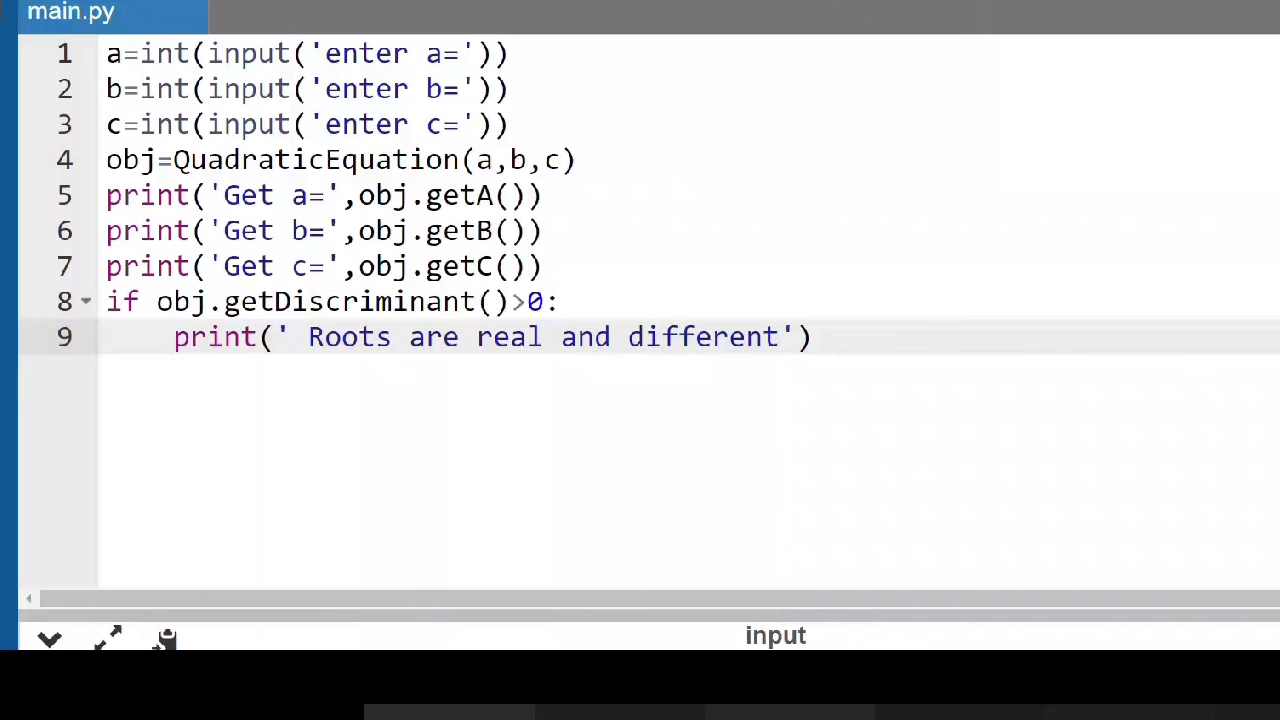 main.py
1 a=int(input('enter a='))
2 b=int(input('enter b='))
3 c=int(input('enter c='))
4 obj=QuadraticEquation(a,b,c)
5 print('Get a=',obj.getA())
6 print('Get b=',obj.getB())
7 print('Get c=',obj.getC())
8 if obj.getDiscriminant()>0:
9     print(' Roots are real and different')
input